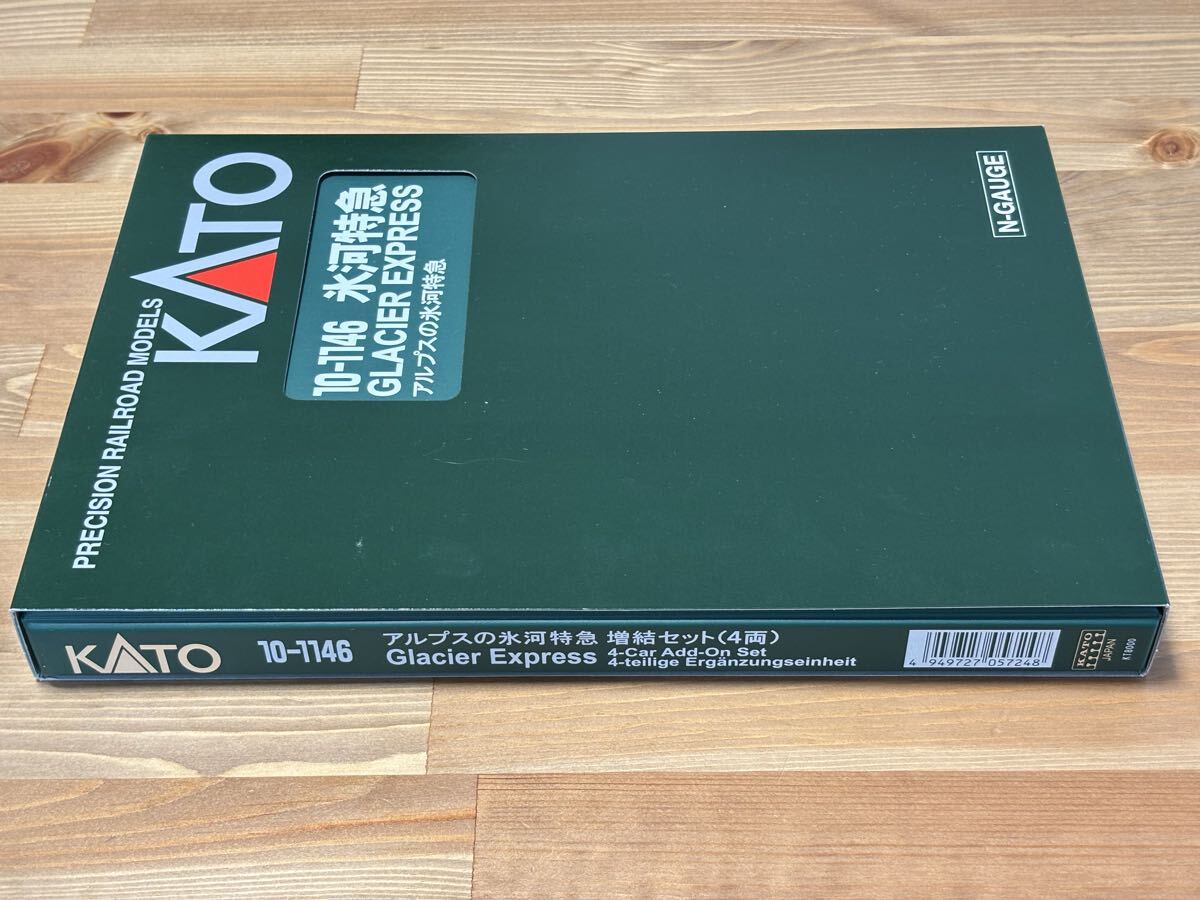 PRECISION RAILROAD MODELS
KATO
10-1146 氷河特急
GLACIER EXPRESS
アルプスの氷河特急
N-GAUGE
KATO
10-1146
アルプスの氷河特急 増結セット(4両)
Glacier Express
4-Car Add-On Set
4-teilige Ergänzungseinheit
4 949727 057248
KATO
JAPAN
KT800